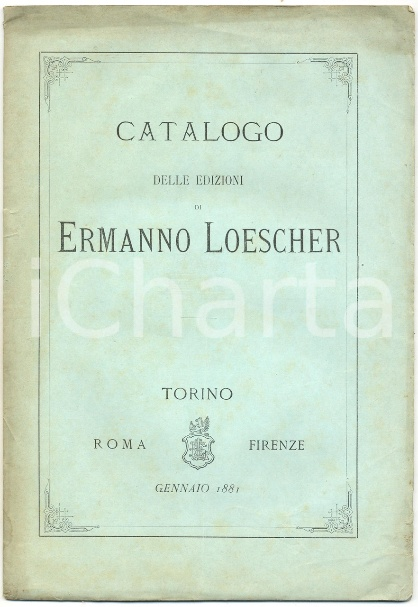 CATALOGO
DELLE EDIZIONI
DI
ERMANNO LOESCHER
iCharta
TORINO
ROMA FIRENZE
GENNAIO 1881